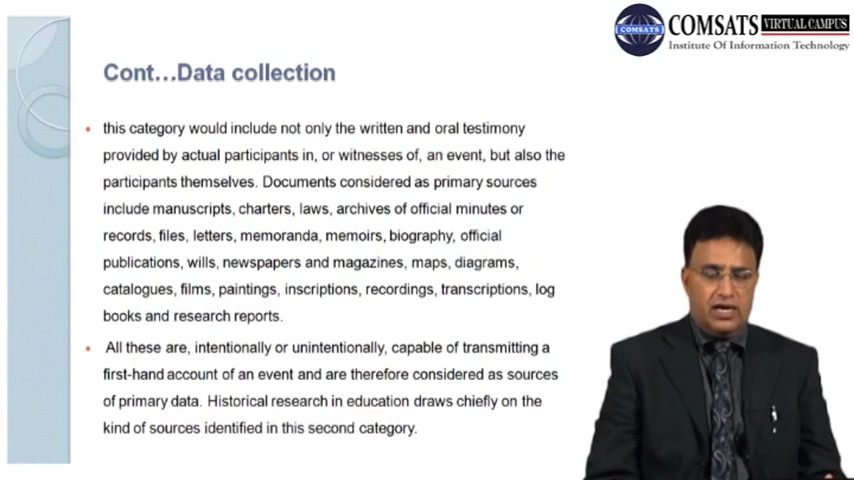 COMSATS VIRTUAL CAMPUS
COMSATS
Institute Of Information Technology
Cont...Data collection
• this category would include not only the written and oral testimony
provided by actual participants in, or witnesses of, an event, but also the
participants themselves. Documents considered as primary sources
include manuscripts, charters, laws, archives of official minutes or
records, files, letters, memoranda, memoirs, biography, official
publications, wills, newspapers and magazines, maps, diagrams,
catalogues, films, paintings, inscriptions, recordings, transcriptions, log
books and research reports.
• All these are, intentionally or unintentionally, capable of transmitting a
first-hand account of an event and are therefore considered as sources
of primary data. Historical research in education draws chiefly on the
kind of sources identified in this second category.